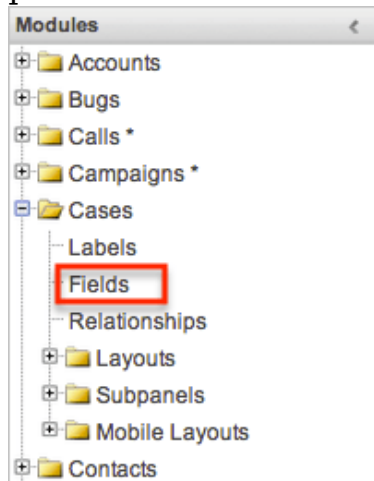 Modules
Accounts
Bugs
Calls *
Campaigns *
Cases
Labels
Fields
Relationships
Layouts
Subpanels
Mobile Layouts
Contacts